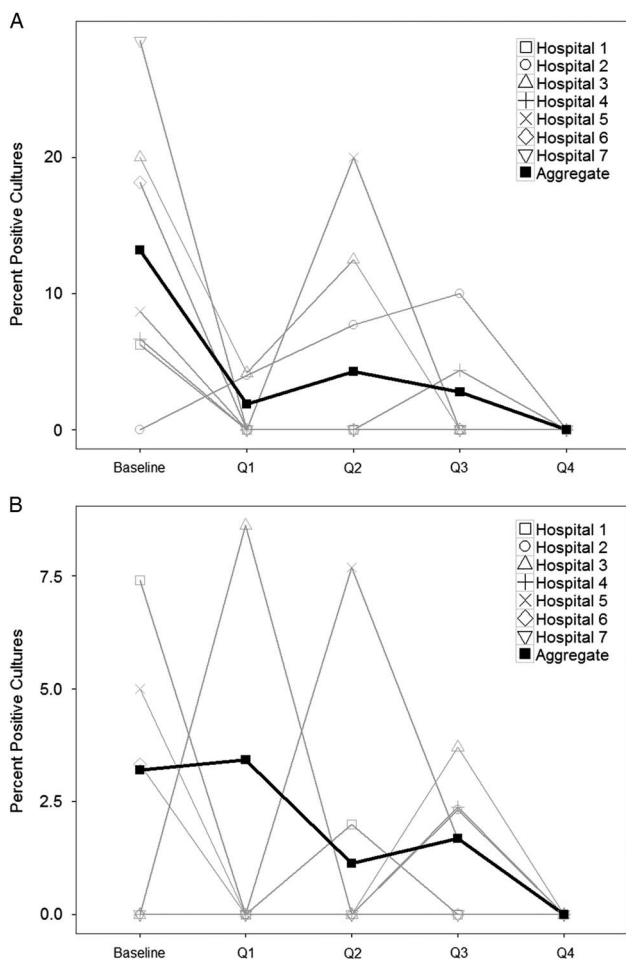 A
Percent Positive Cultures
20
10
0
Hospital 1
Hospital 2
Hospital 3
Hospital 4
Hospital 5
Hospital 6
Hospital 7
Aggregate
Baseline Q1 Q2 Q3 Q4
B
Percent Positive Cultures
7.5
5.0
2.5
0.0
Hospital 1
Hospital 2
Hospital 3
Hospital 4
Hospital 5
Hospital 6
Hospital 7
Aggregate
Baseline Q1 Q2 Q3 Q4